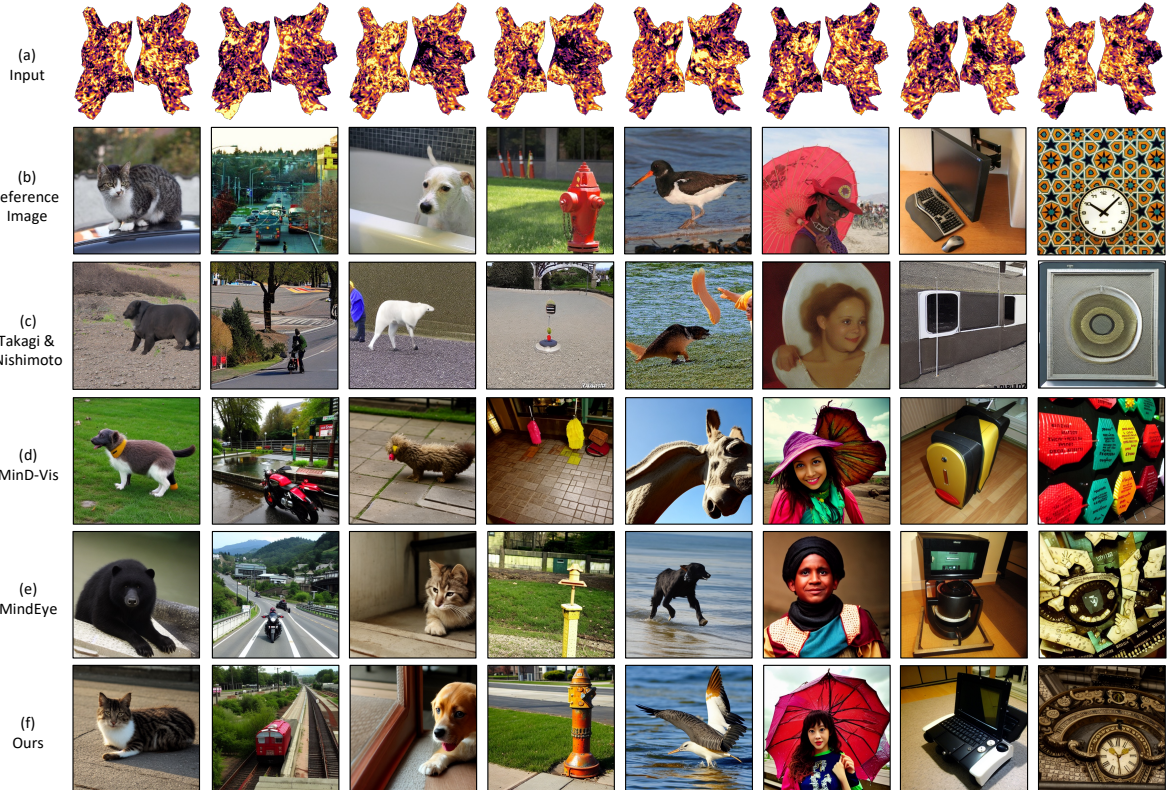 (a)
Input
(b)
eference
Image
(c)
Takagi &
Nishimoto
(d)
MinD-Vis
(e)
MindEye
(f)
Ours